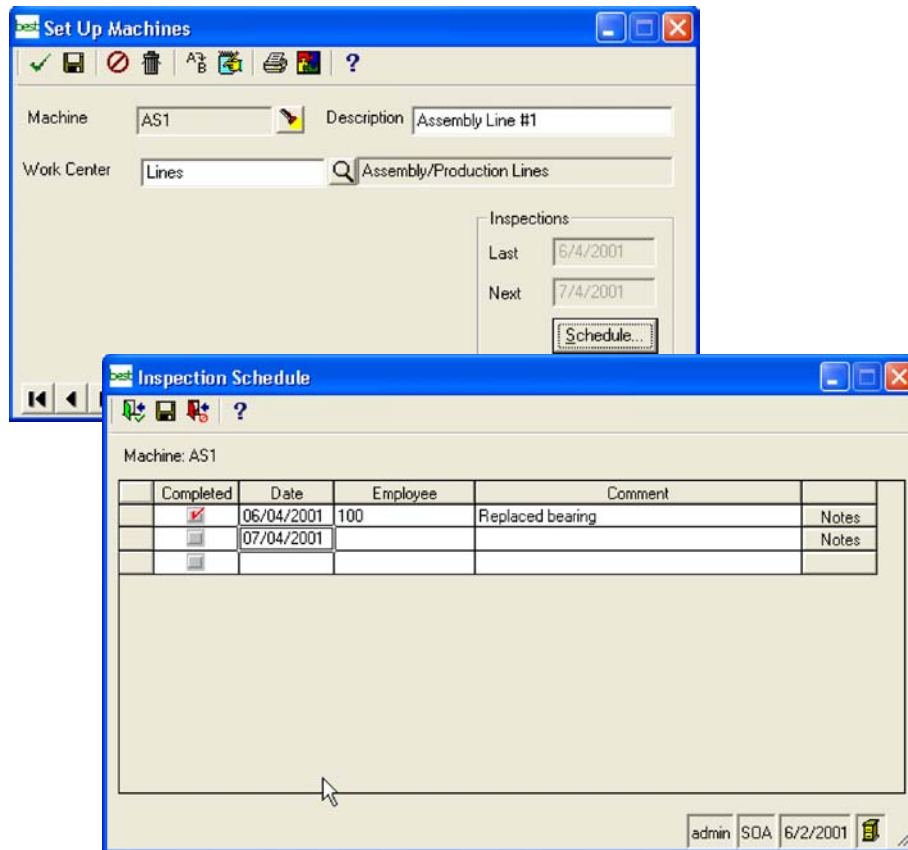 best Set Up Machines
A B ?
Machine AS1 Description Assembly Line #1
Work Center Lines Assembly/Production Lines
Inspections
Last 6/4/2001
Next 7/4/2001
Schedule...
best Inspection Schedule
?
Machine: AS1
Completed Date Employee Comment
06/04/2001 100 Replaced bearing Notes
07/04/2001 Notes
admin SOA 6/2/2001